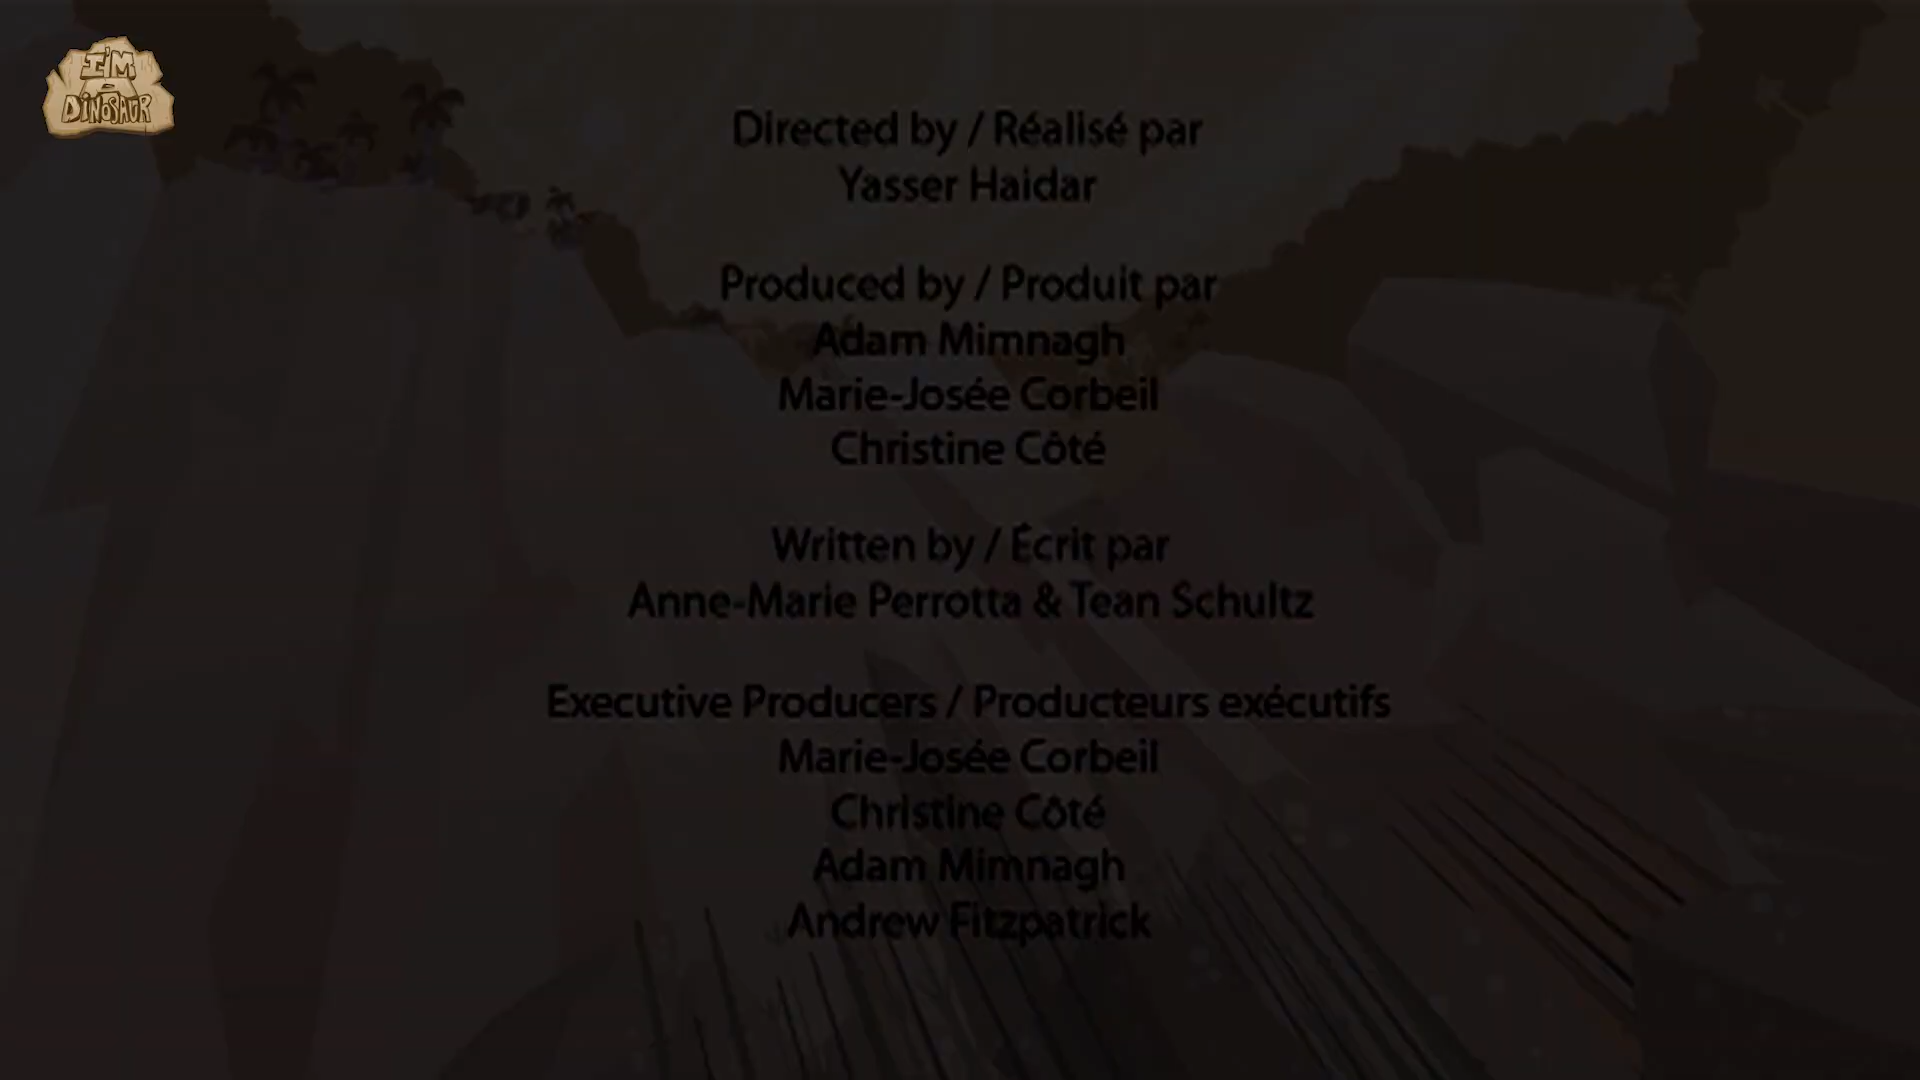 I'M
A
DINOSAUR
Directed by / Réalisé par
Yasser Haidar
Produced by / Produit par
Adam Mimnagh
Marie-Josée Corbeil
Christine Côté
Written by / Écrit par
Anne-Marie Perrotta & Tean Schultz
Executive Producers / Producteurs exécutifs
Marie-Josée Corbeil
Christine Côté
Adam Mimnagh
Andrew Fitzpatrick